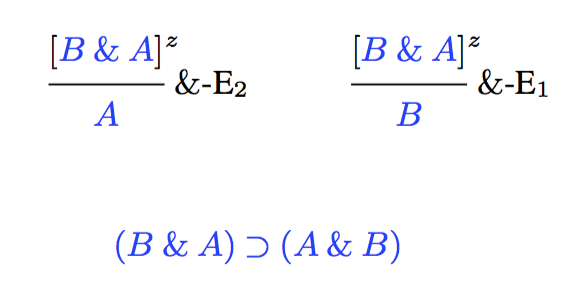 [B & A]ᶻ [B & A]ᶻ
&-E₂ &-E₁
A B
(B & A) ⊃ (A & B)